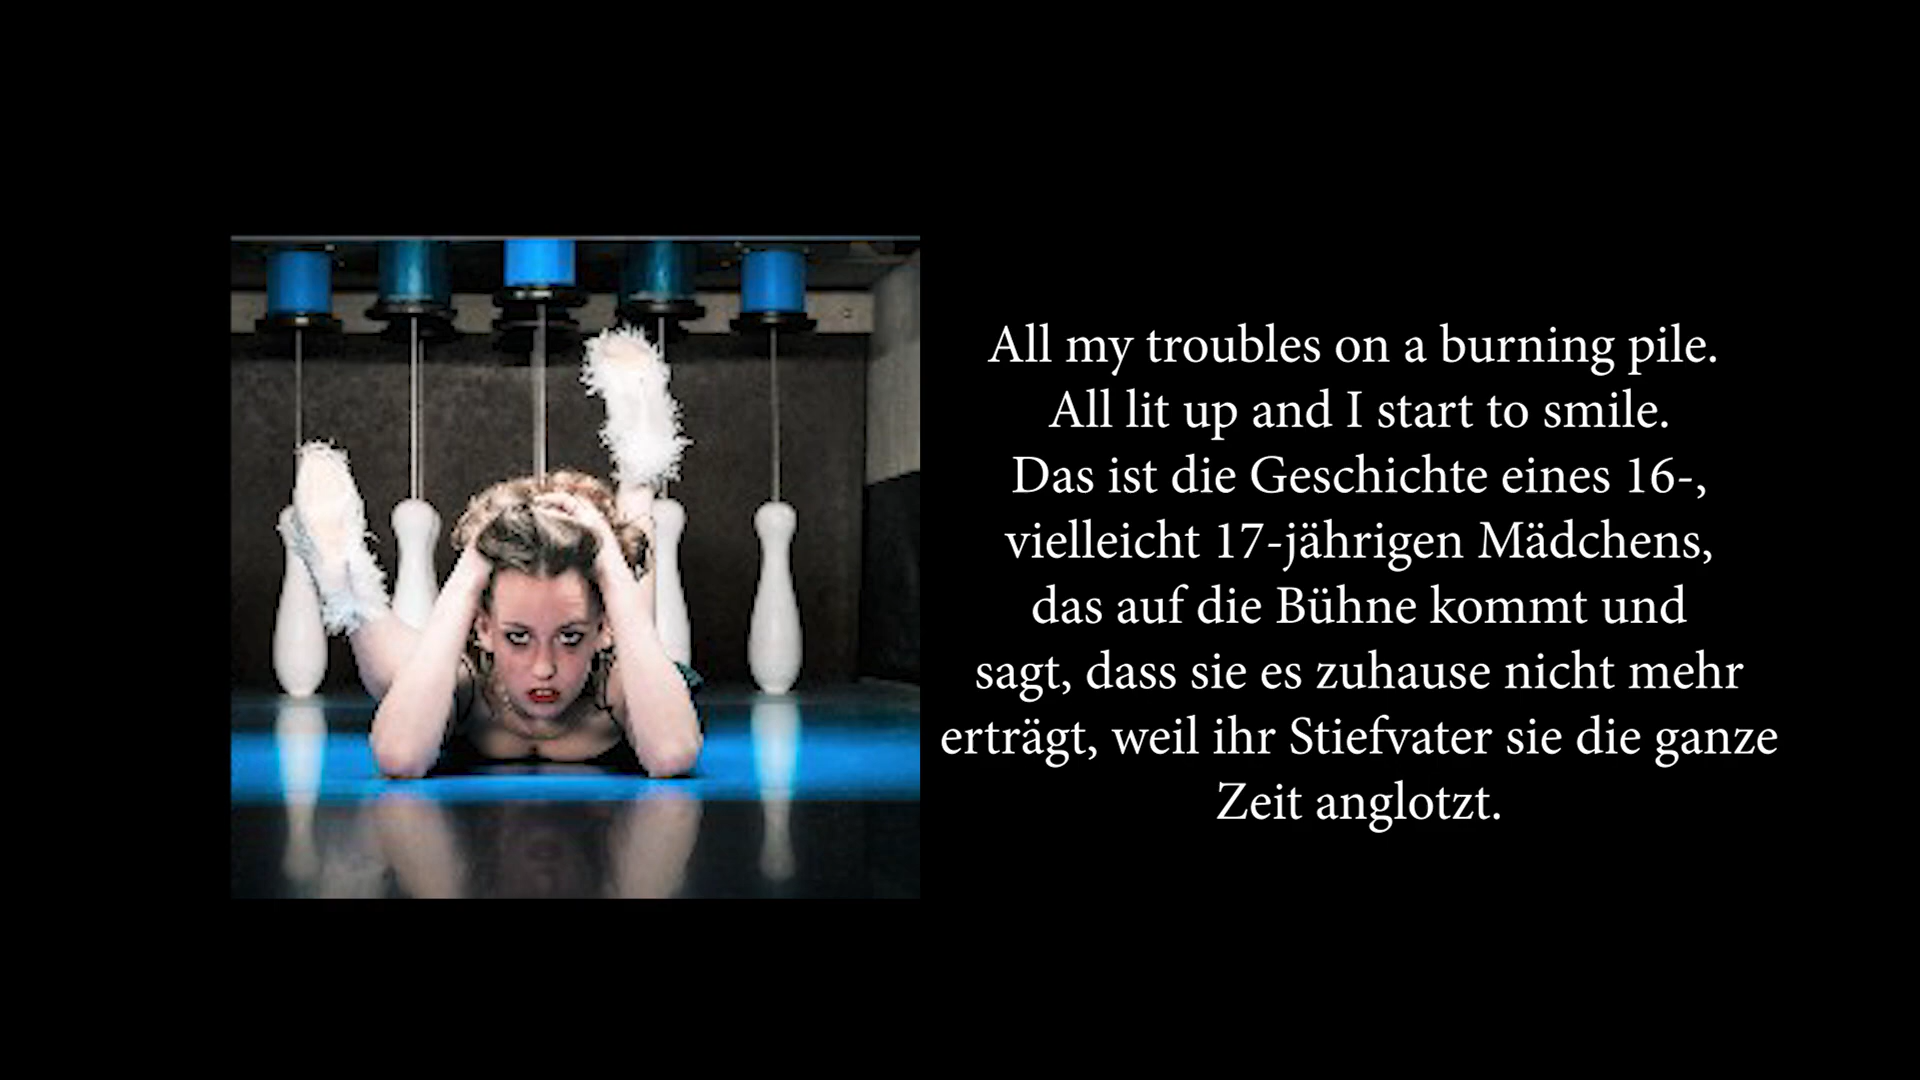 All my troubles on a burning pile.
All lit up and I start to smile.
Das ist die Geschichte eines 16-,
vielleicht 17-jährigen Mädchens,
das auf die Bühne kommt und
sagt, dass sie es zuhause nicht mehr
erträgt, weil ihr Stiefvater sie die ganze
Zeit anglotzt.